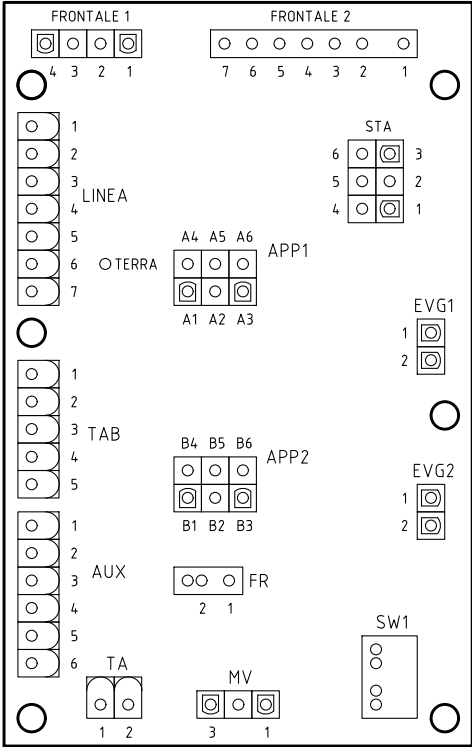 FRONTALE 1
4 3 2 1
FRONTALE 2
7 6 5 4 3 2 1
LINEA
1
2
3
4
5
6
7
TERRA
STA
6 3
5 2
4 1
APP1
A4 A5 A6
A1 A2 A3
EVG1
1
2
TAB
1
2
3
4
5
APP2
B4 B5 B6
B1 B2 B3
EVG2
1
2
AUX
1
2
3
4
5
6
FR
2 1
SW1
TA
1 2
MV
3 1